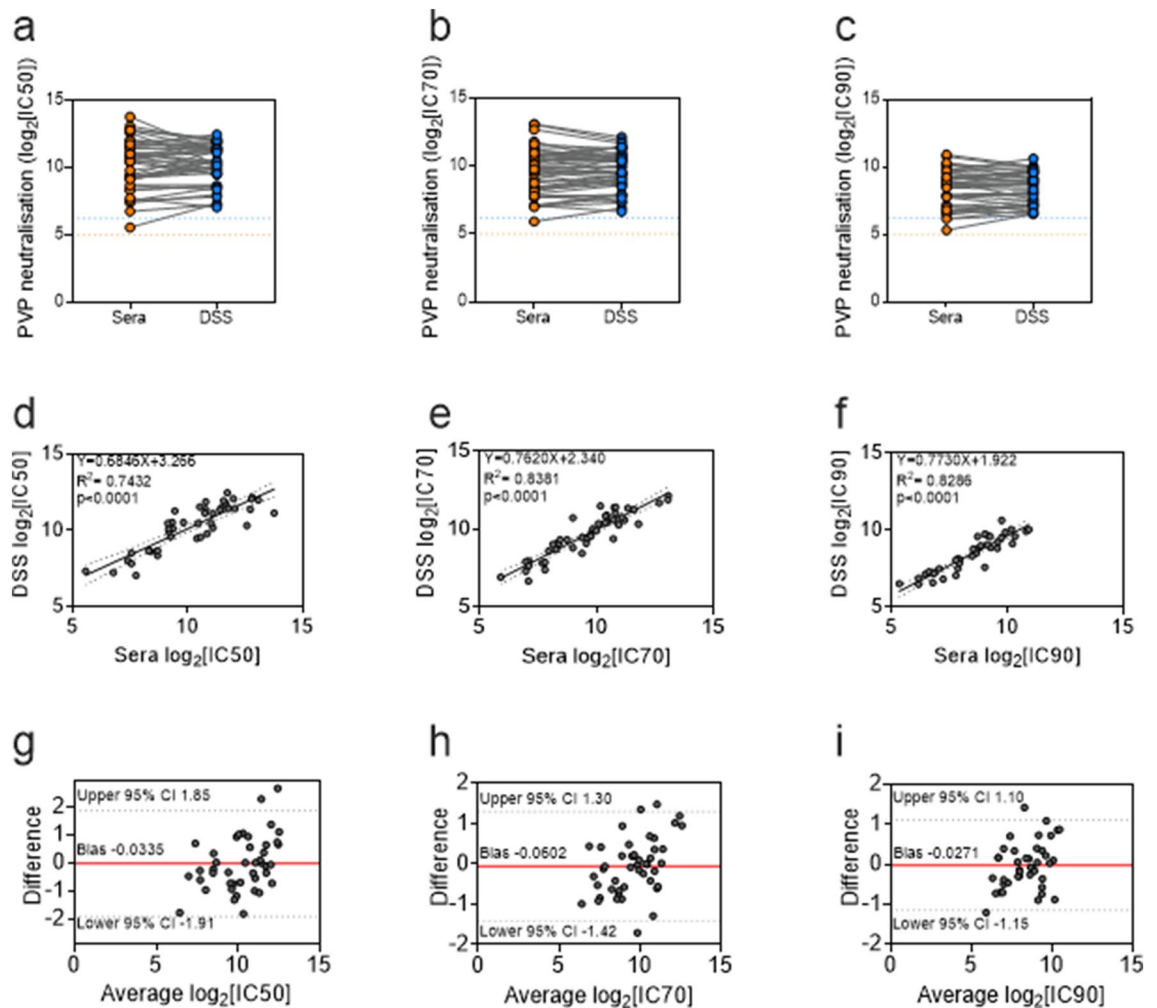 a
b
c
PVP neutralisation (log₂[IC50])
15
10
5
0
Sera
DSS
PVP neutralisation (log₂[IC70])
15
10
5
0
Sera
DSS
PVP neutralisation (log₂[IC90])
15
10
5
0
Sera
DSS
d
e
f
DSS log₂[IC50]
15
10
5
Y=0.6846X+3.266
R²= 0.7432
p<0.0001
5
10
15
Sera log₂[IC50]
DSS log₂[IC70]
15
10
5
Y=0.7620X+2.340
R²= 0.8381
p<0.0001
5
10
15
Sera log₂[IC70]
DSS log₂[IC90]
15
10
5
Y=0.7730X+1.922
R²= 0.8286
p<0.0001
5
10
15
Sera log₂[IC90]
g
h
i
Difference
2
1
0
-1
-2
Upper 95% CI 1.85
Bias -0.0335
Lower 95% CI -1.91
0
5
10
15
Average log₂[IC50]
Difference
2
1
0
-1
-2
Upper 95% CI 1.30
Bias -0.0602
Lower 95% CI -1.42
0
5
10
15
Average log₂[IC70]
Difference
2
1
0
-1
-2
Upper 95% CI 1.10
Bias -0.0271
Lower 95% CI -1.15
0
5
10
15
Average log₂[IC90]